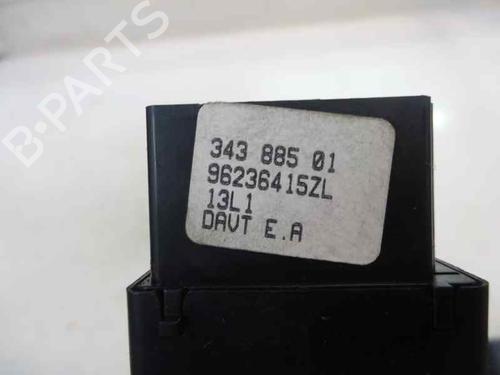 B-PARTS
343 885 01
96236415ZL
13L1
DAVT E.A